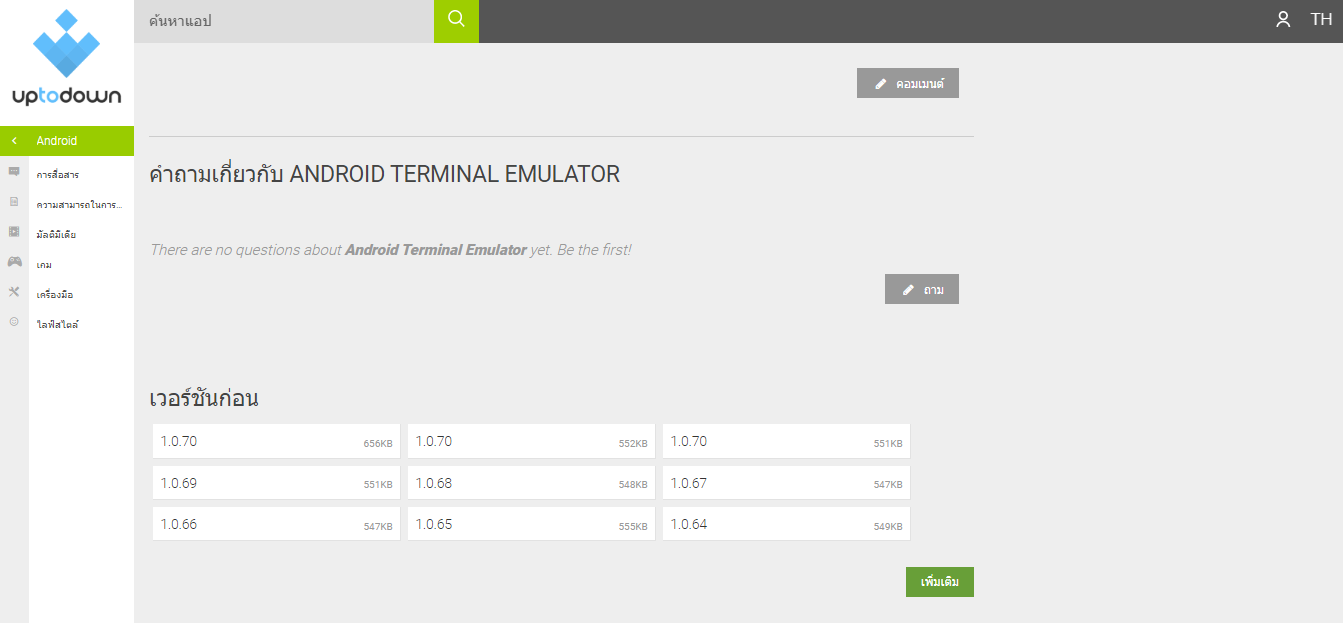 ค้นหาแอป
TH
uptodown
Android
การสื่อสาร
ความสามารถในการ...
มัลติมีเดีย
เกม
เครื่องมือ
ไลฟ์สไตล์
คอมเมนต์
คำถามเกี่ยวกับ ANDROID TERMINAL EMULATOR
There are no questions about Android Terminal Emulator yet. Be the first!
ถาม
เวอร์ชันก่อน
1.0.70 656KB 1.0.70 552KB 1.0.70 551KB
1.0.69 551KB 1.0.68 548KB 1.0.67 547KB
1.0.66 547KB 1.0.65 555KB 1.0.64 549KB
เพิ่มเติม